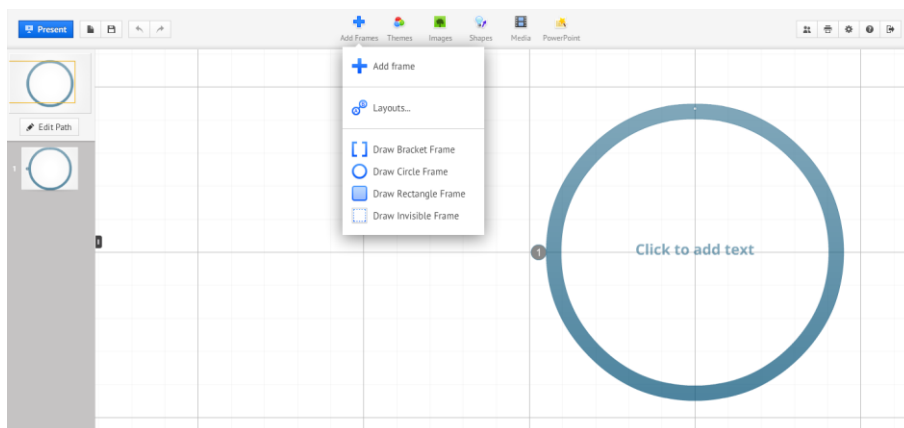 Present
Add Frames Themes Images Shapes Media PowerPoint
Add frame
Layouts...
Edit Path
Draw Bracket Frame
Draw Circle Frame
Draw Rectangle Frame
Draw Invisible Frame
1
1
Click to add text